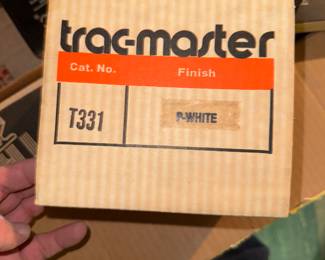 trac-master
Cat. No. Finish
T331 P-WHITE